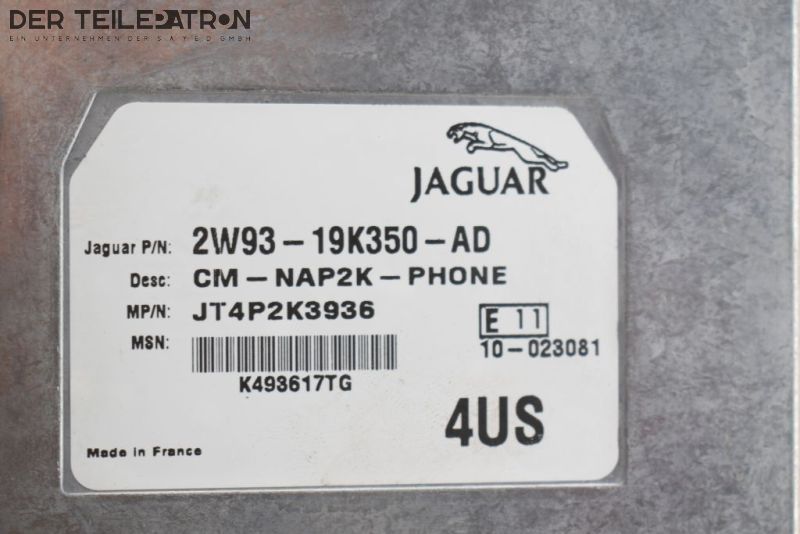 DER TEILEPATRON
EIN UNTERNEHMEN DER SAYED GMBH
JAGUAR
Jaguar P/N: 2W93-19K350-AD
Desc: CM-NAP2K-PHONE
MP/N: JT4P2K3936
E 11
MSN:
10-023081
K493617TG
4US
Made in France